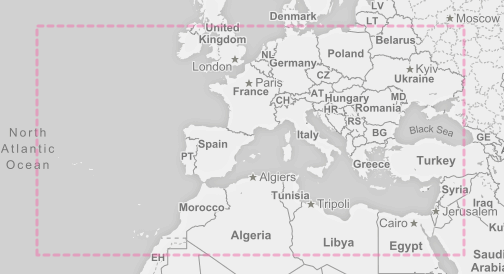 LV
Moscow
Denmark
LT
United
Kingdom
Belarus
NL
Poland
London
Germany
Kyiv
CZ
Ukraine
Paris
France
AT
Hungary
MD
CH
HR
Romania
RS
Black Sea
BG
GE
North
Atlantic
Ocean
Italy
Spain
PT
Greece
Turkey
Algiers
Syria
Tunisia
Iraq
Morocco
Tripoli
Jerusalem
Cairo
Ku
Algeria
Libya
Egypt
EH
Saudi
Arabia